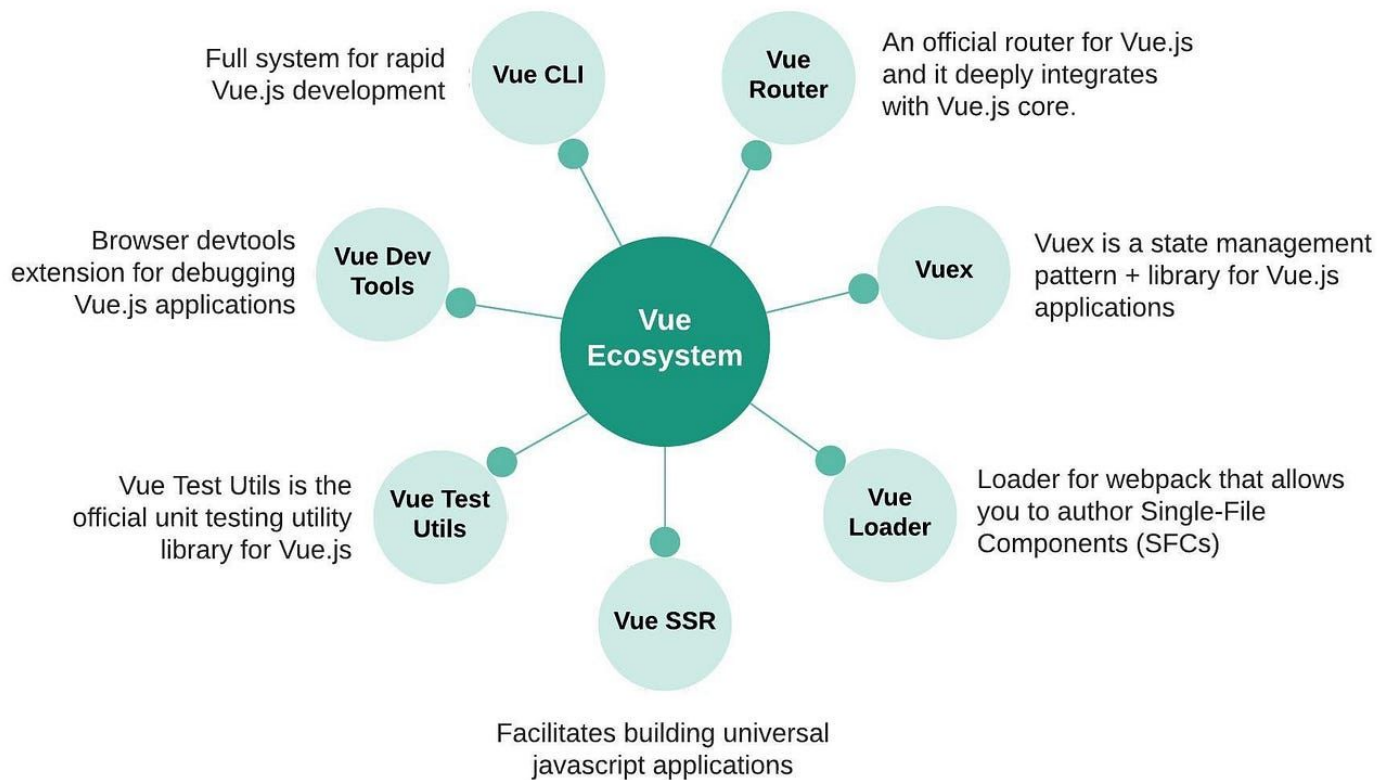 Full system for rapid
Vue.js development
Vue CLI
Vue
Router
An official router for Vue.js
and it deeply integrates
with Vue.js core.
Browser devtools
extension for debugging
Vue.js applications
Vue Dev
Tools
Vue
Ecosystem
Vuex
Vuex is a state management
pattern + library for Vue.js
applications
Vue Test Utils is the
official unit testing utility
library for Vue.js
Vue Test
Utils
Vue
Loader
Loader for webpack that allows
you to author Single-File
Components (SFCs)
Vue SSR
Facilitates building universal
javascript applications